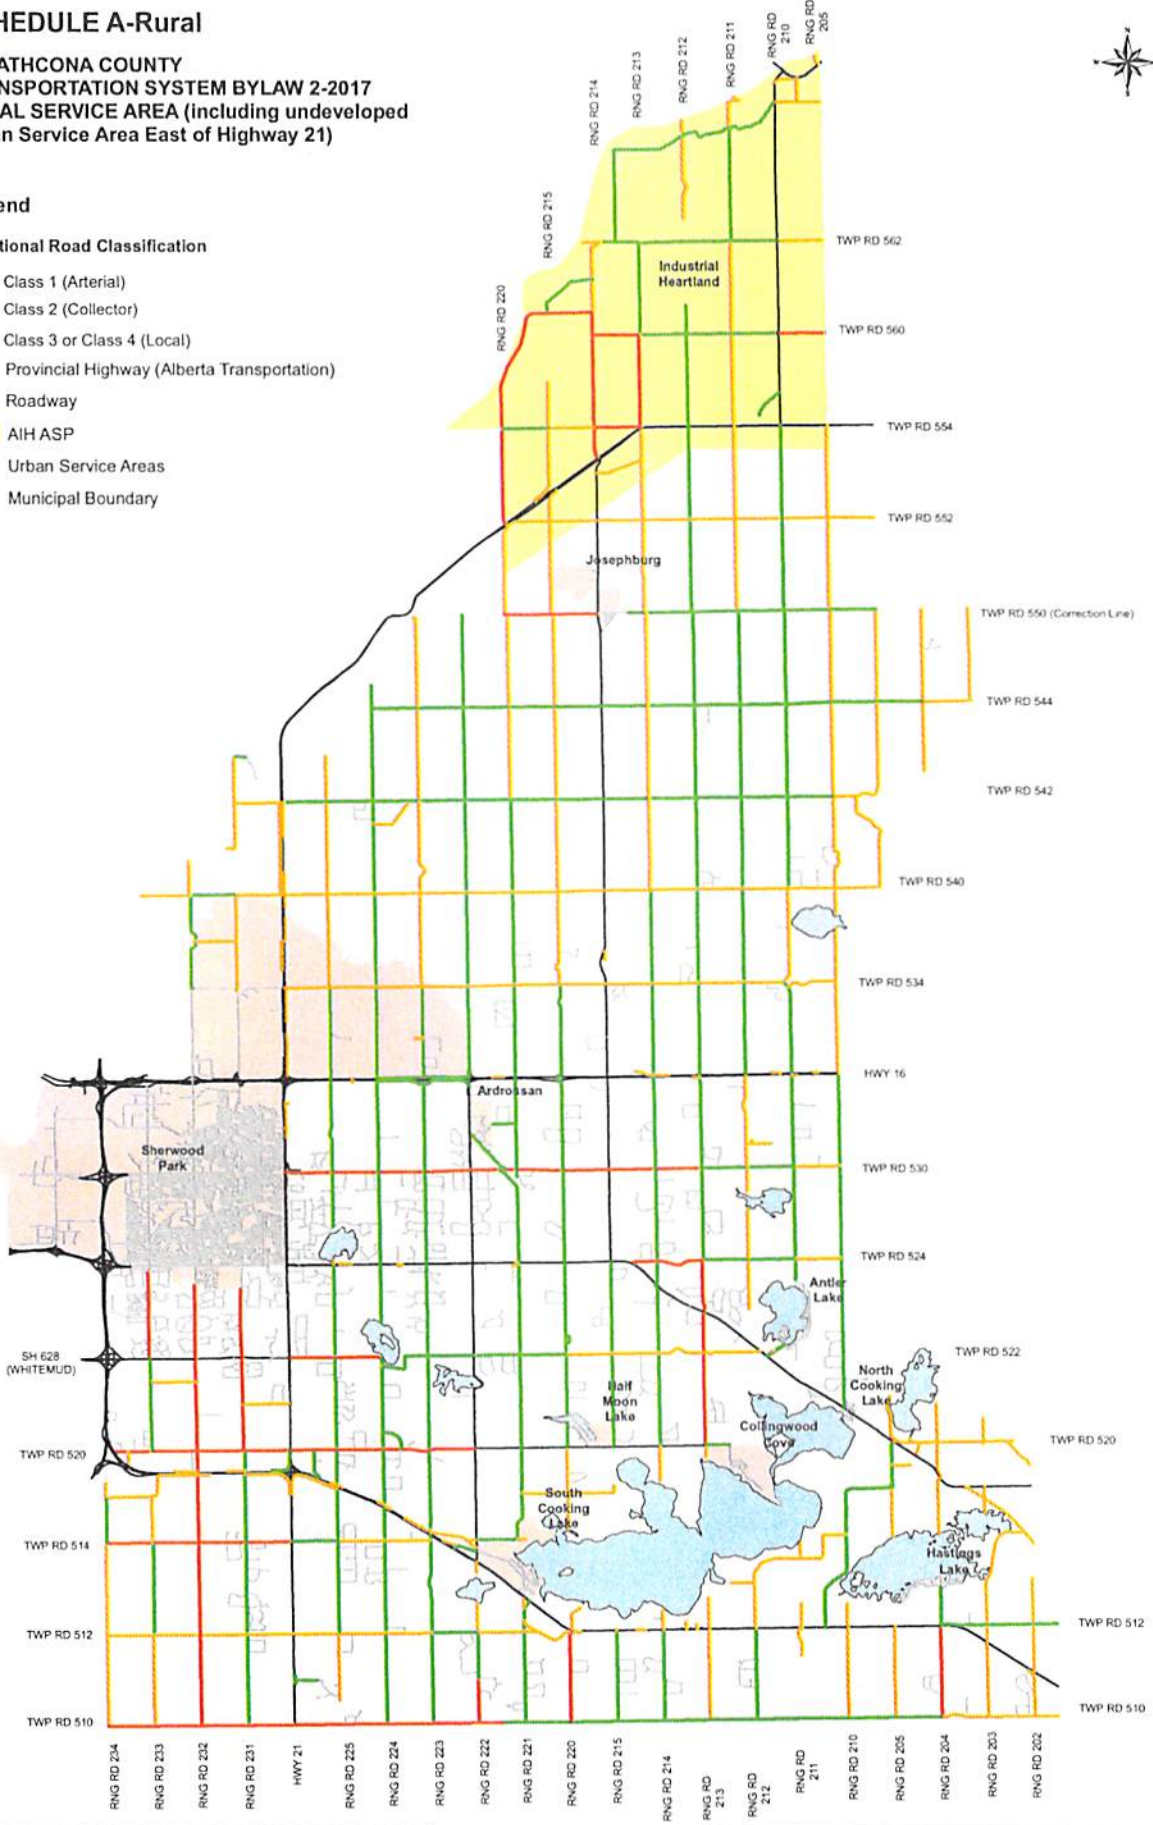 HEDULE A-Rural
ATHCONA COUNTY
NSPORTATION SYSTEM BYLAW 2-2017
AL SERVICE AREA (including undeveloped
n Service Area East of Highway 21)
end
tional Road Classification
Class 1 (Arterial)
Class 2 (Collector)
Class 3 or Class 4 (Local)
Provincial Highway (Alberta Transportation)
Roadway
AIH ASP
Urban Service Areas
Municipal Boundary
RNG RD 220
RNG RD 215
RNG RD 214
RNG RD 213
RNG RD 212
RNG RD 211
RNG RD
210
RNG RD
205
TWP RD 562
Industrial
Heartland
TWP RD 560
TWP RD 554
TWP RD 552
Josephburg
TWP RD 550 (Correction Line)
TWP RD 544
TWP RD 542
TWP RD 540
TWP RD 534
HWY 16
Ardrossan
Sherwood
Park
TWP RD 530
TWP RD 524
Antler
Lake
SH 628
(WHITEMUD)
TWP RD 522
North
Cooking
Lake
Half
Moon
Lake
Collingwood
Cove
TWP RD 520
TWP RD 520
South
Cooking
Lake
TWP RD 514
Hastings
Lake
TWP RD 512
TWP RD 512
TWP RD 510
TWP RD 510
RNG RD 234
RNG RD 233
RNG RD 232
RNG RD 231
HWY 21
RNG RD 225
RNG RD 224
RNG RD 223
RNG RD 222
RNG RD 221
RNG RD 220
RNG RD 215
RNG RD 214
RNG RD
213
RNG RD
212
RNG RD
211
RNG RD 210
RNG RD 205
RNG RD 204
RNG RD 203
RNG RD 202